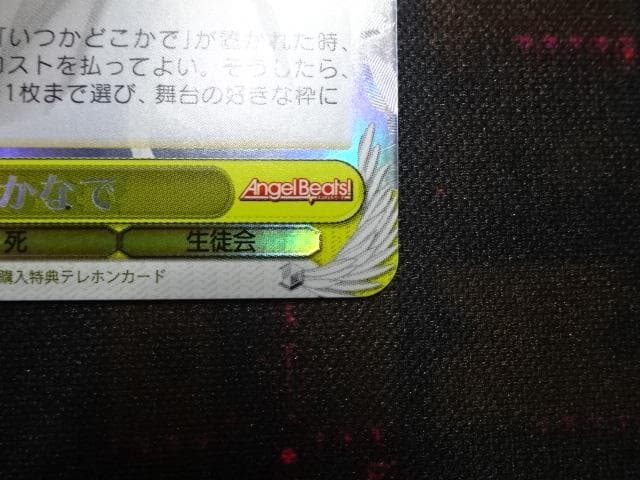 「いつかどこかで」が置かれた時、
コストを払ってよい。そうしたら、
1枚まで選び、舞台の好きな枠に
かなで
Angel Beats!
死 生徒会
購入特典テレホンカード